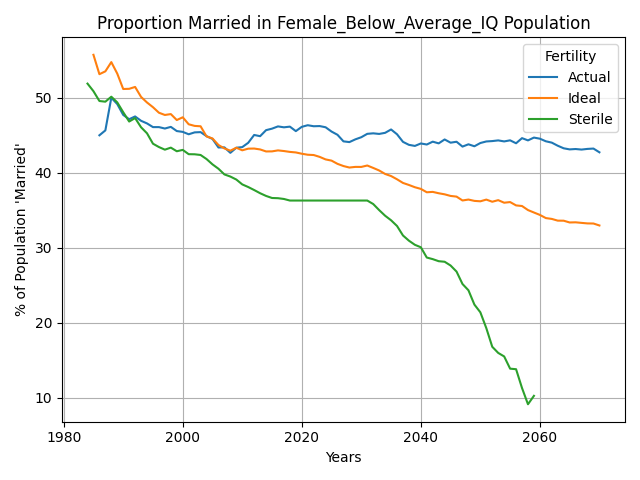 Proportion Married in Female_Below_Average_IQ Population
% of Population 'Married'
50
40
30
20
10
Fertility
Actual
Ideal
Sterile
1980
2000
2020
2040
2060
Years